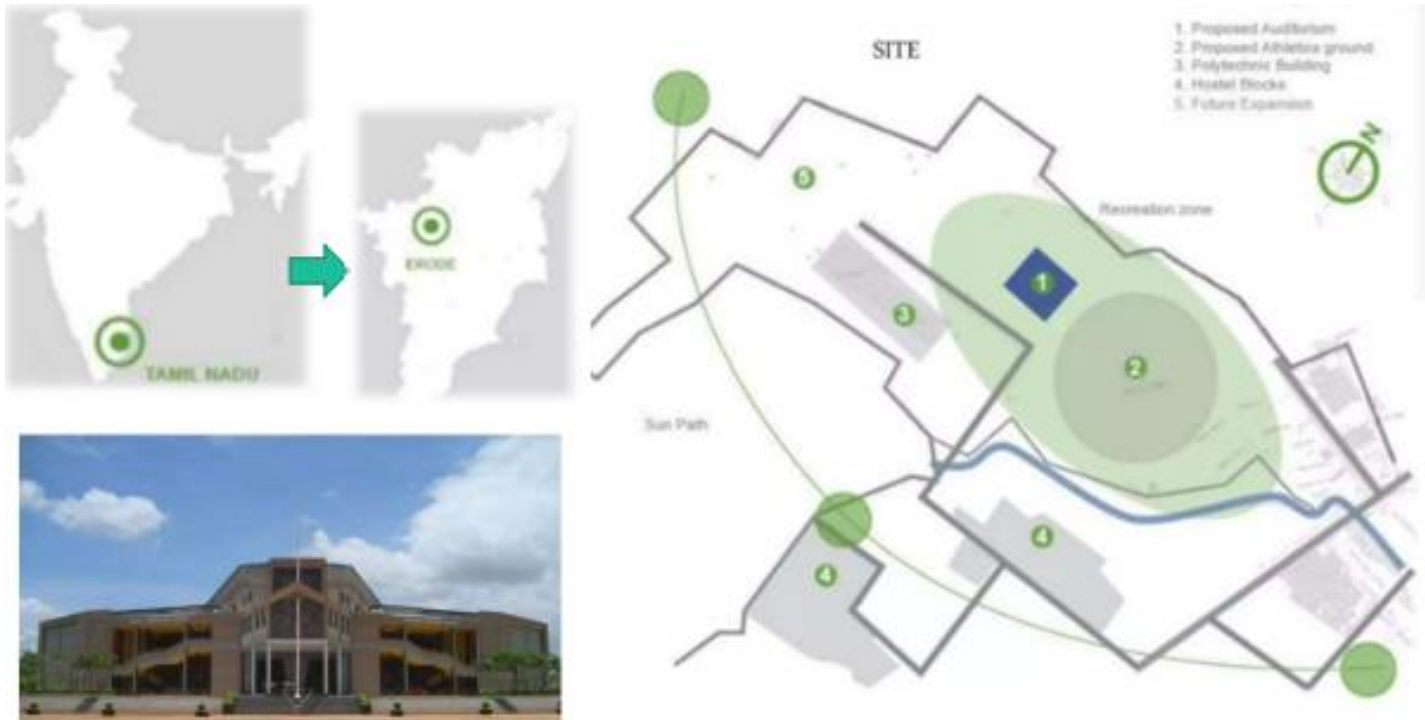 TAMIL NADU
ERODE
SITE
1. Proposed Auditorium
2. Proposed Athletics ground
3. Polytechnic Building
4. Hostel Blocks
5. Future Expansion
N
5
Recreation zone
1
3
2
Sun Path
4
4